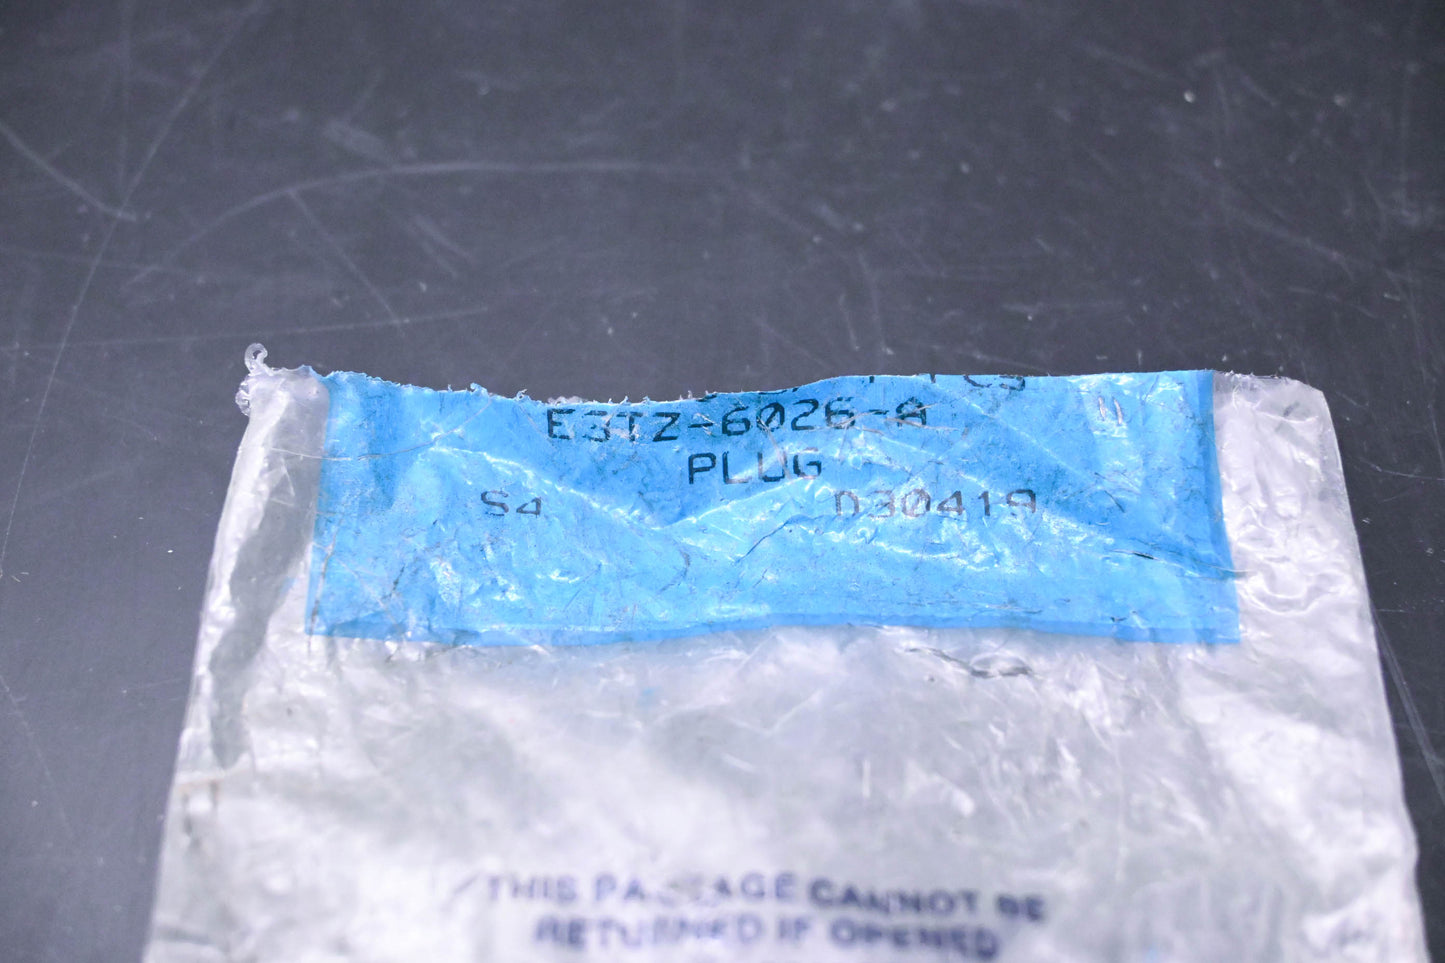 E3TZ-6026-A
PLUG
S4 D30419
THIS PACKAGE CANNOT BE
RETURNED IF OPENED